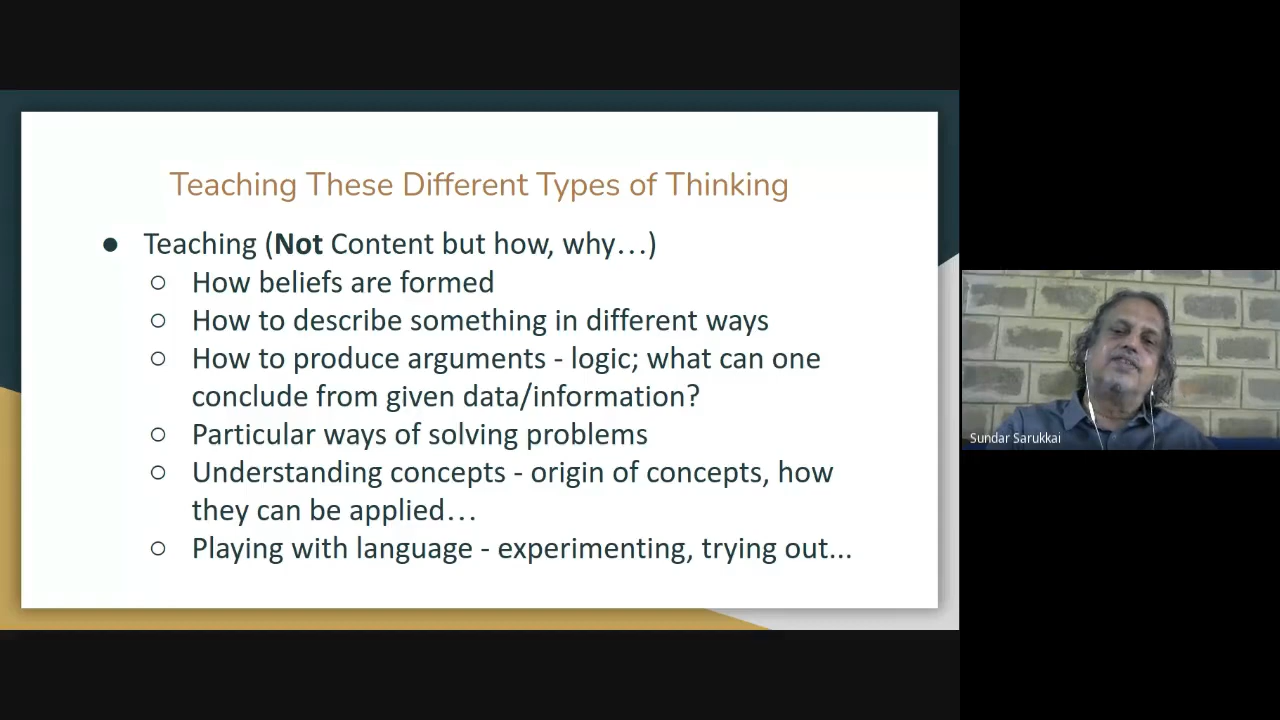 Teaching These Different Types of Thinking
● Teaching (Not Content but how, why…)
○ How beliefs are formed
○ How to describe something in different ways
○ How to produce arguments - logic; what can one
conclude from given data/information?
○ Particular ways of solving problems
○ Understanding concepts - origin of concepts, how
they can be applied…
○ Playing with language - experimenting, trying out...
Sundar Sarukkai